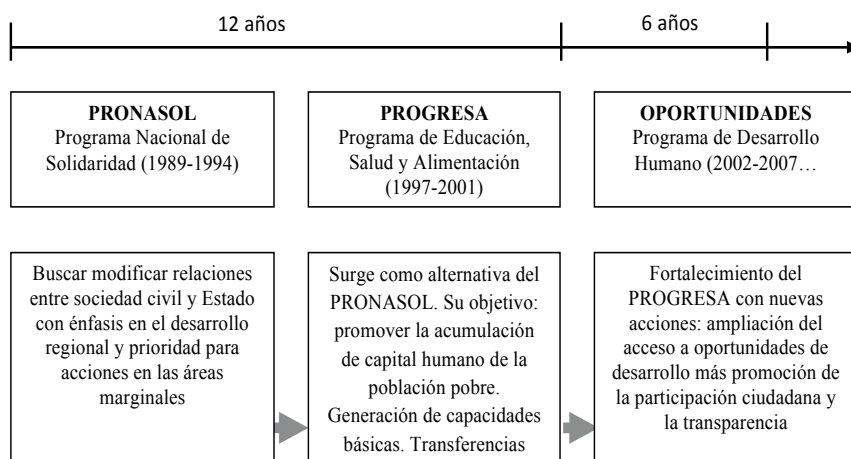 12 años
6 años
PRONASOL
Programa Nacional de
Solidaridad (1989-1994)
PROGRESA
Programa de Educación,
Salud y Alimentación
(1997-2001)
OPORTUNIDADES
Programa de Desarrollo
Humano (2002-2007…
Buscar modificar relaciones
entre sociedad civil y Estado
con énfasis en el desarrollo
regional y prioridad para
acciones en las áreas
marginales
Surge como alternativa del
PRONASOL. Su objetivo:
promover la acumulación
de capital humano de la
población pobre.
Generación de capacidades
básicas. Transferencias
Fortalecimiento del
PROGRESA con nuevas
acciones: ampliación del
acceso a oportunidades de
desarrollo más promoción de
la participación ciudadana y
la transparencia